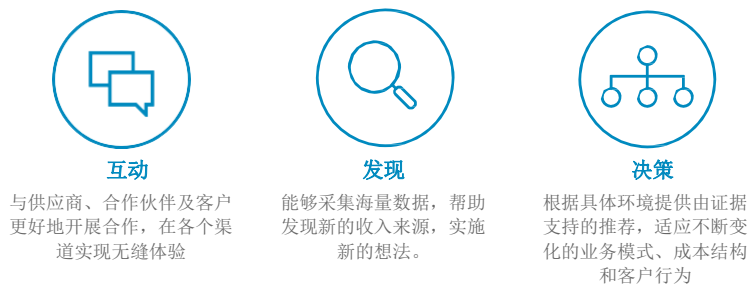 互动
与供应商、合作伙伴及客户
更好地开展合作，在各个渠
道实现无缝体验
发现
能够采集海量数据，帮助
发现新的收入来源，实施
新的想法。
决策
根据具体环境提供由证据
支持的推荐，适应不断变
化的业务模式、成本结构
和客户行为